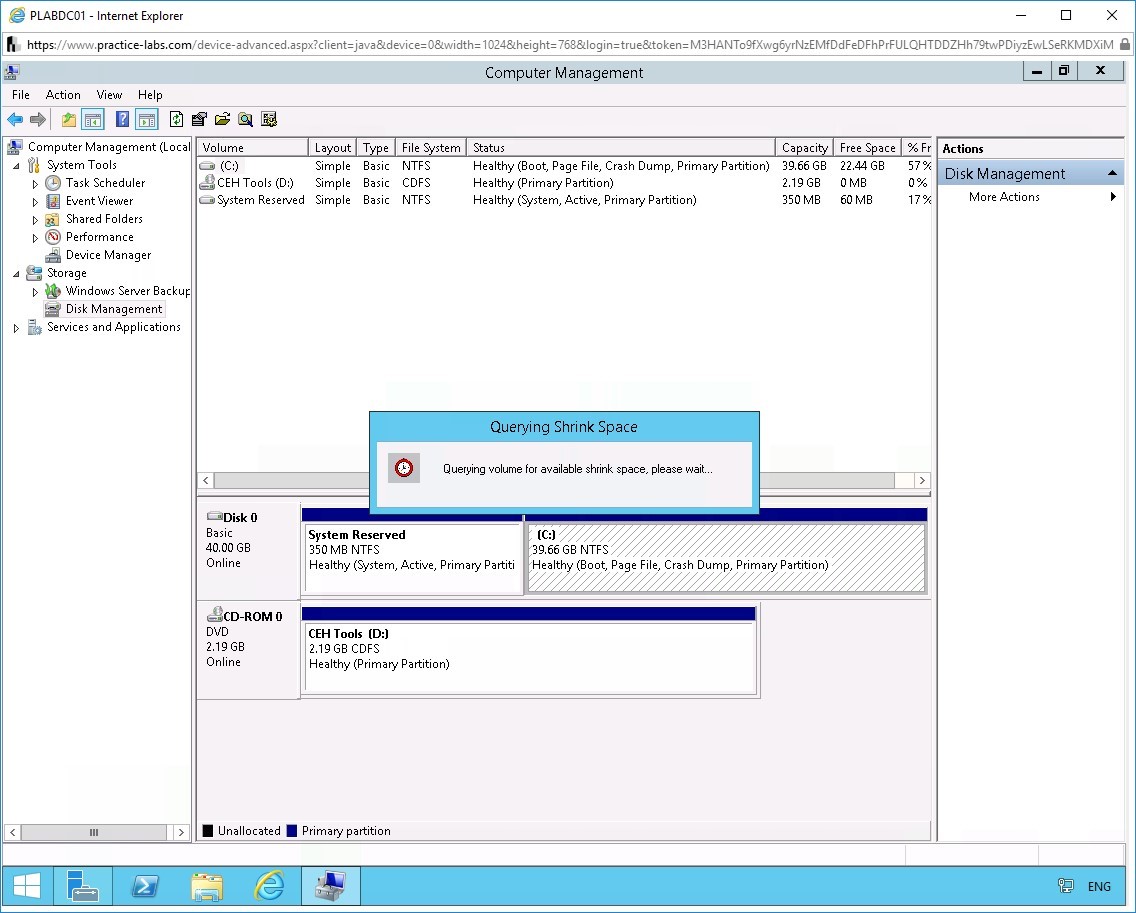 PLABDC01 - Internet Explorer
https://www.practice-labs.com/device-advanced.aspx?client=java&device=0&width=1024&height=768&login=true&token=M3HANTo9fXwg6yrNzEMfDdFeDFhPrFULQHTDDZHh79twPDiyzEwLSeRKMDXiM
Computer Management
File Action View Help
Computer Management (Local
System Tools
Task Scheduler
Event Viewer
Shared Folders
Performance
Device Manager
Storage
Windows Server Backup
Disk Management
Services and Applications
Volume Layout Type File System Status Capacity Free Space % Fr
(C:) Simple Basic NTFS Healthy (Boot, Page File, Crash Dump, Primary Partition) 39.66 GB 22.44 GB 57 %
CEH Tools (D:) Simple Basic CDFS Healthy (Primary Partition) 2.19 GB 0 MB 0 %
System Reserved Simple Basic NTFS Healthy (System, Active, Primary Partition) 350 MB 60 MB 17 %
Actions
Disk Management
More Actions
Querying Shrink Space
Querying volume for available shrink space, please wait...
Disk 0
Basic
40.00 GB
Online
System Reserved
350 MB NTFS
Healthy (System, Active, Primary Partiti
(C:)
39.66 GB NTFS
Healthy (Boot, Page File, Crash Dump, Primary Partition)
CD-ROM 0
DVD
2.19 GB
Online
CEH Tools (D:)
2.19 GB CDFS
Healthy (Primary Partition)
Unallocated Primary partition
ENG